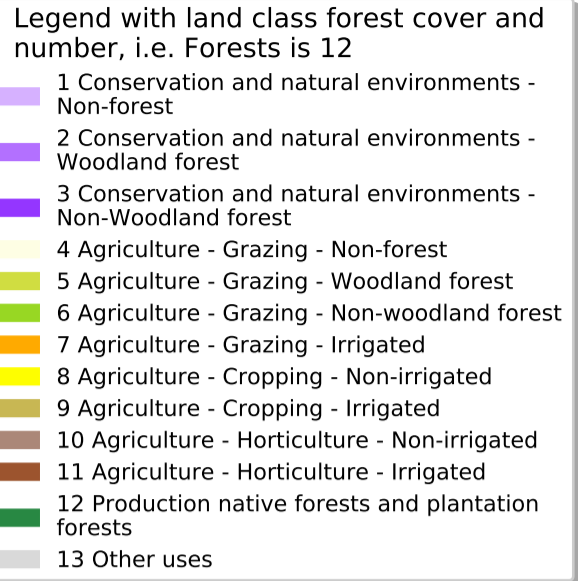 Legend with land class forest cover and
number, i.e. Forests is 12
1 Conservation and natural environments -
Non-forest
2 Conservation and natural environments -
Woodland forest
3 Conservation and natural environments -
Non-Woodland forest
4 Agriculture - Grazing - Non-forest
5 Agriculture - Grazing - Woodland forest
6 Agriculture - Grazing - Non-woodland forest
7 Agriculture - Grazing - Irrigated
8 Agriculture - Cropping - Non-irrigated
9 Agriculture - Cropping - Irrigated
10 Agriculture - Horticulture - Non-irrigated
11 Agriculture - Horticulture - Irrigated
12 Production native forests and plantation
forests
13 Other uses